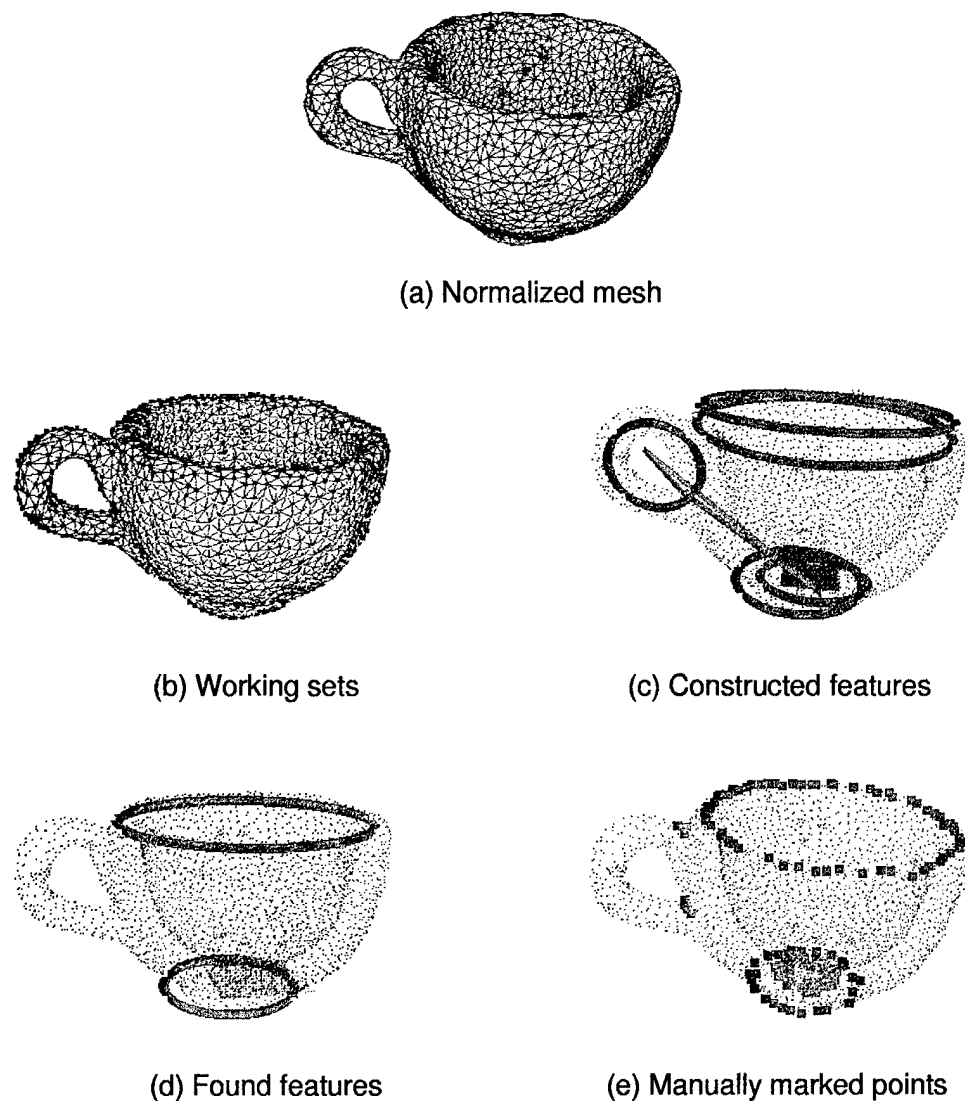 (a) Normalized mesh
(b) Working sets
(c) Constructed features
(d) Found features
(e) Manually marked points